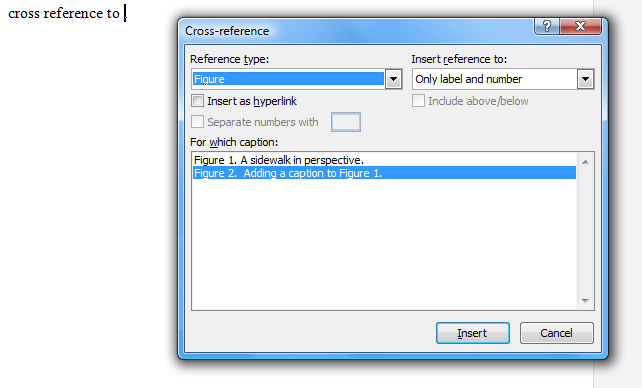 cross reference to
Cross-reference
Reference type:
Insert reference to:
Figure
Only label and number
Insert as hyperlink
Include above/below
Separate numbers with
For which caption:
Figure 1. A sidewalk in perspective.
Figure 2.  Adding a caption to Figure 1.
Insert
Cancel